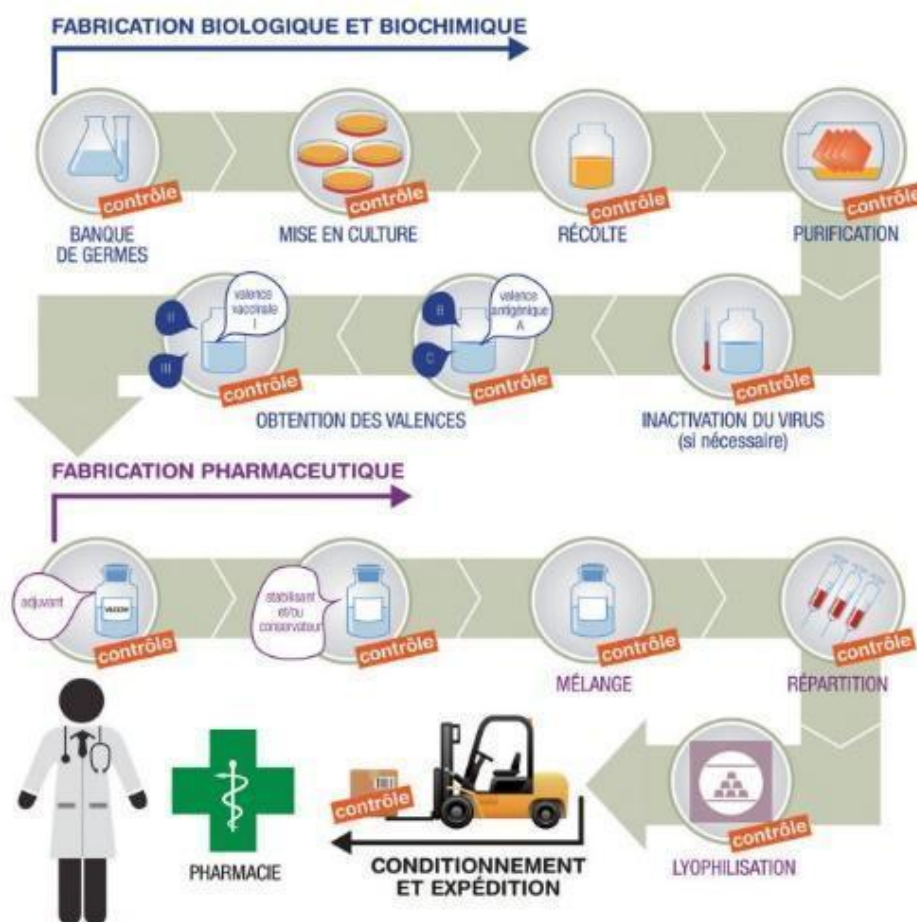 FABRICATION BIOLOGIQUE ET BIOCHIMIQUE
contrôle
contrôle
contrôle
contrôle
BANQUE
DE GERMES
MISE EN CULTURE
RÉCOLTE
PURIFICATION
II
III
valence
vaccinale
I
contrôle
B
C
valence
antigénique
A
contrôle
contrôle
OBTENTION DES VALENCES
INACTIVATION DU VIRUS
(si nécessaire)
FABRICATION PHARMACEUTIQUE
adjuvant
VACCIN
contrôle
stabilisant
et/ou
conservateur
contrôle
contrôle
contrôle
MÉLANGE
RÉPARTITION
contrôle
contrôle
PHARMACIE
CONDITIONNEMENT
ET EXPÉDITION
LYOPHILISATION